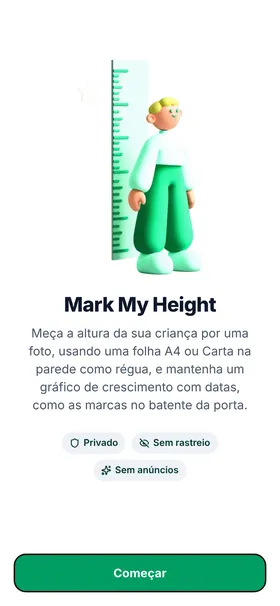 Mark My Height
Meça a altura da sua criança por uma
foto, usando uma folha A4 ou Carta na
parede como régua, e mantenha um
gráfico de crescimento com datas,
como as marcas no batente da porta.
Privado
Sem rastreio
Sem anúncios
Começar